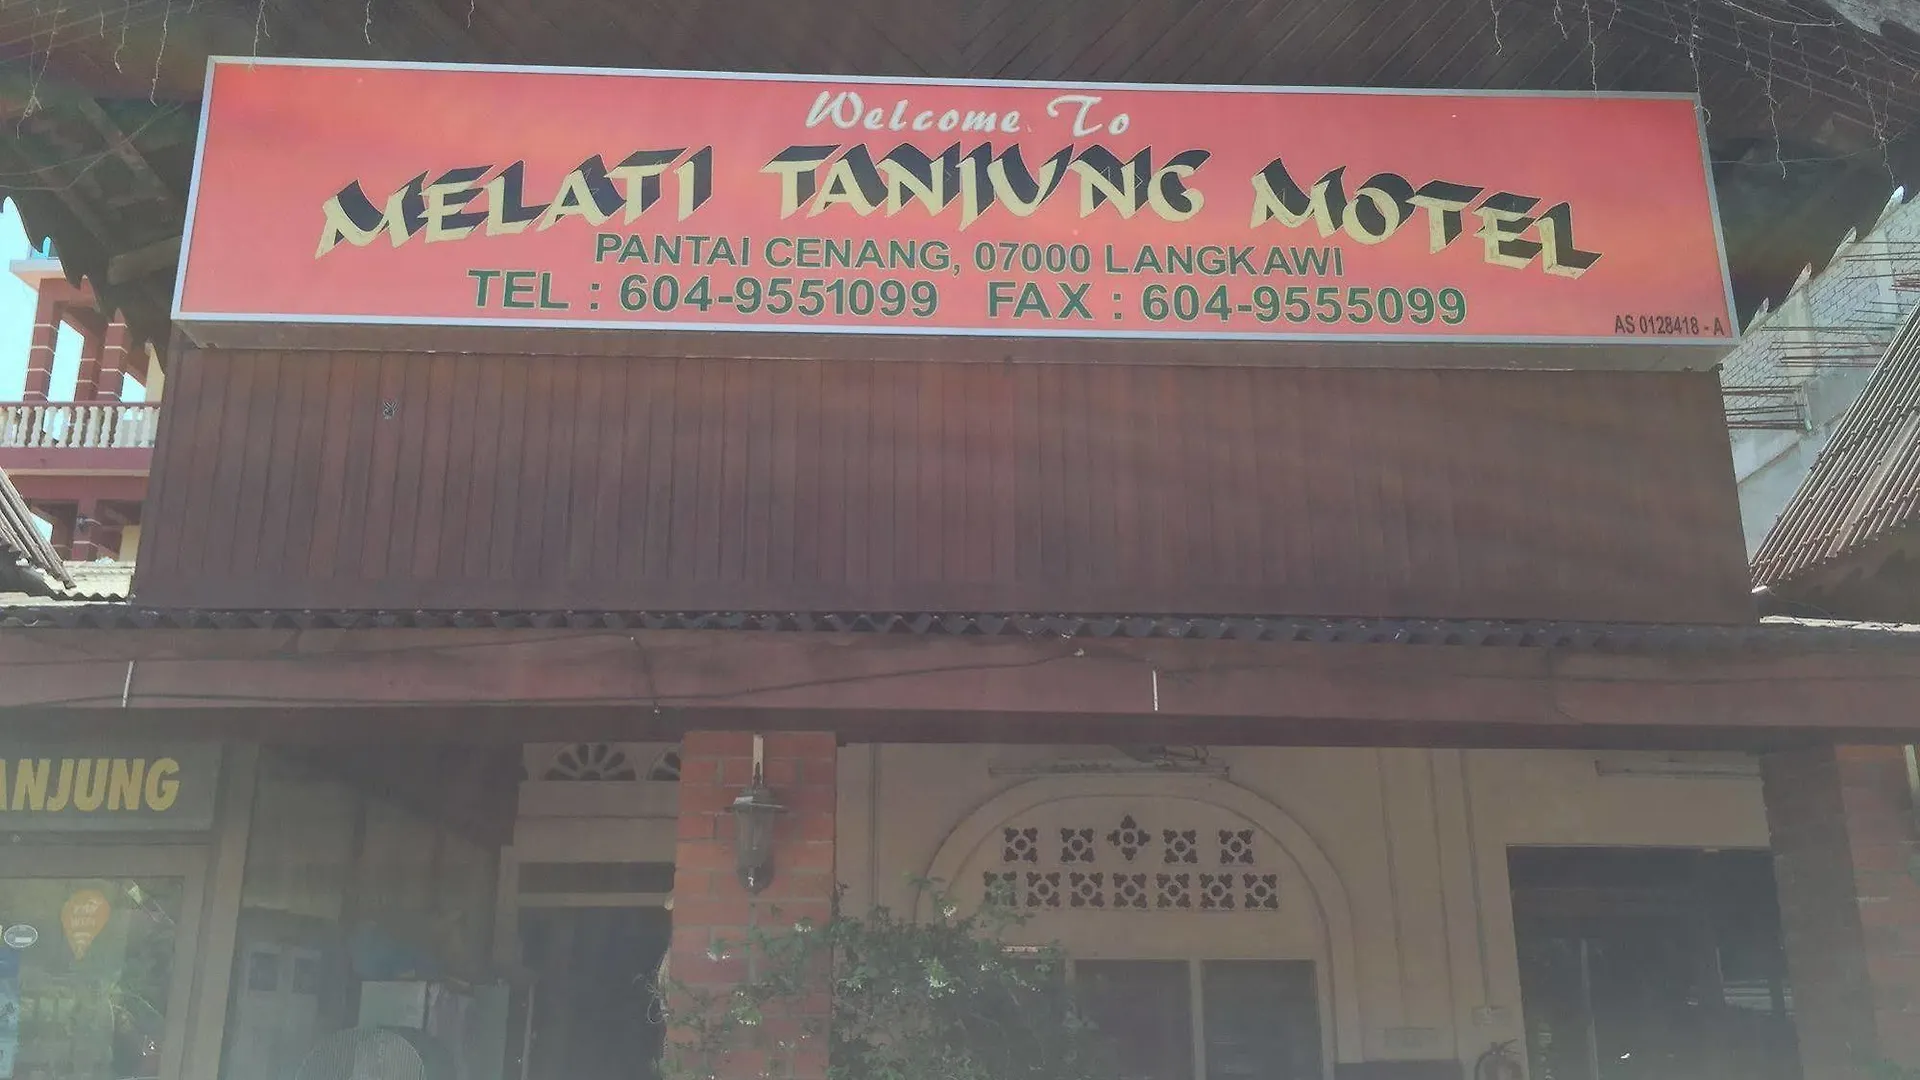 Welcome To
MELATI TANJUNG MOTEL
PANTAI CENANG, 07000 LANGKAWI
TEL : 604-9551099 FAX : 604-9555099
AS 0128418 - A
ANJUNG